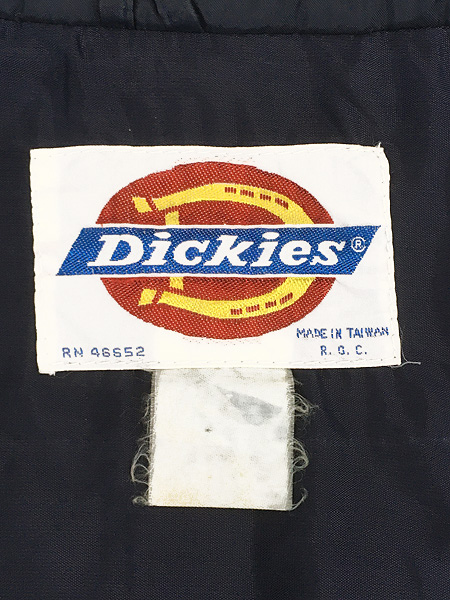 Dickies®
MADE IN TAIWAN
RN 46652 R. O. C.